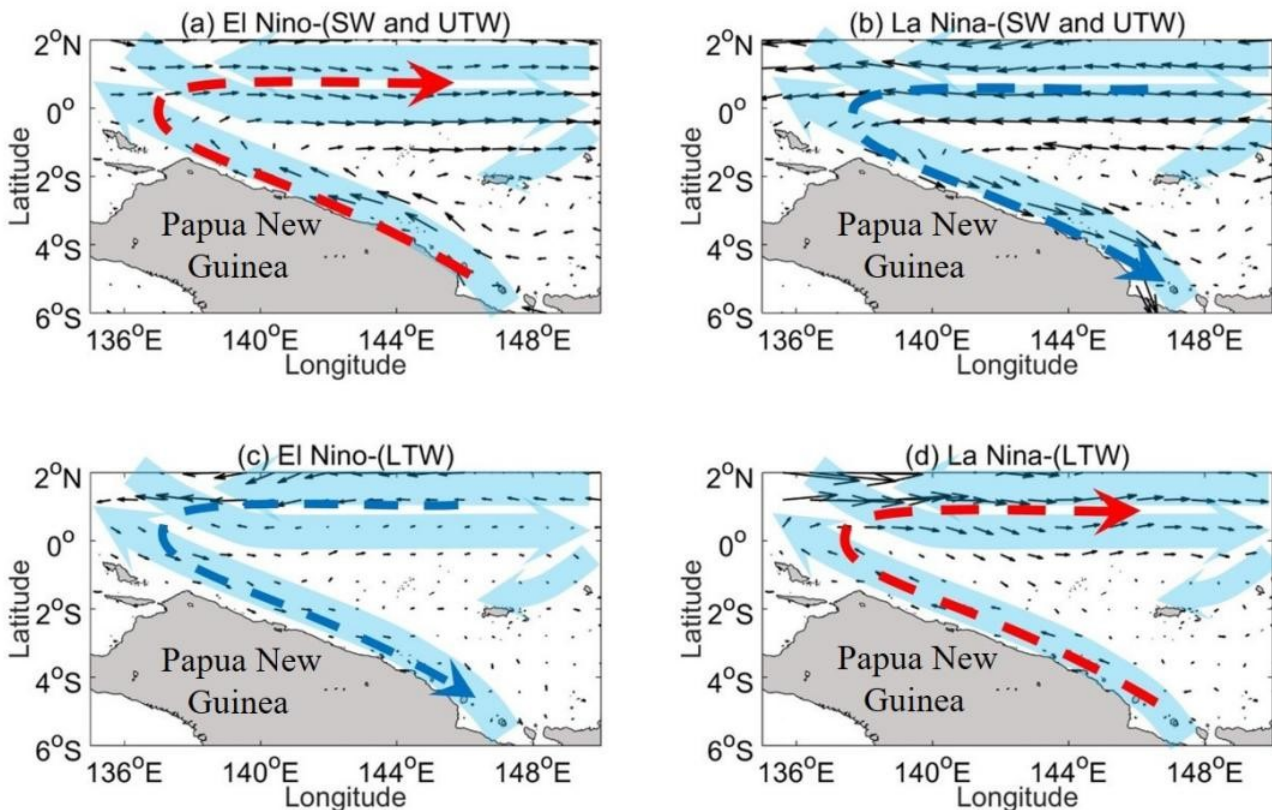 (a) El Nino-(SW and UTW)
2°N
0°
2°S
4°S
6°S
Latitude
Papua New
Guinea
136°E 140°E 144°E 148°E
Longitude
(b) La Nina-(SW and UTW)
2°N
0°
2°S
4°S
6°S
Latitude
Papua New
Guinea
136°E 140°E 144°E 148°E
Longitude
(c) El Nino-(LTW)
2°N
0°
2°S
4°S
6°S
Latitude
Papua New
Guinea
136°E 140°E 144°E 148°E
Longitude
(d) La Nina-(LTW)
2°N
0°
2°S
4°S
6°S
Latitude
Papua New
Guinea
136°E 140°E 144°E 148°E
Longitude